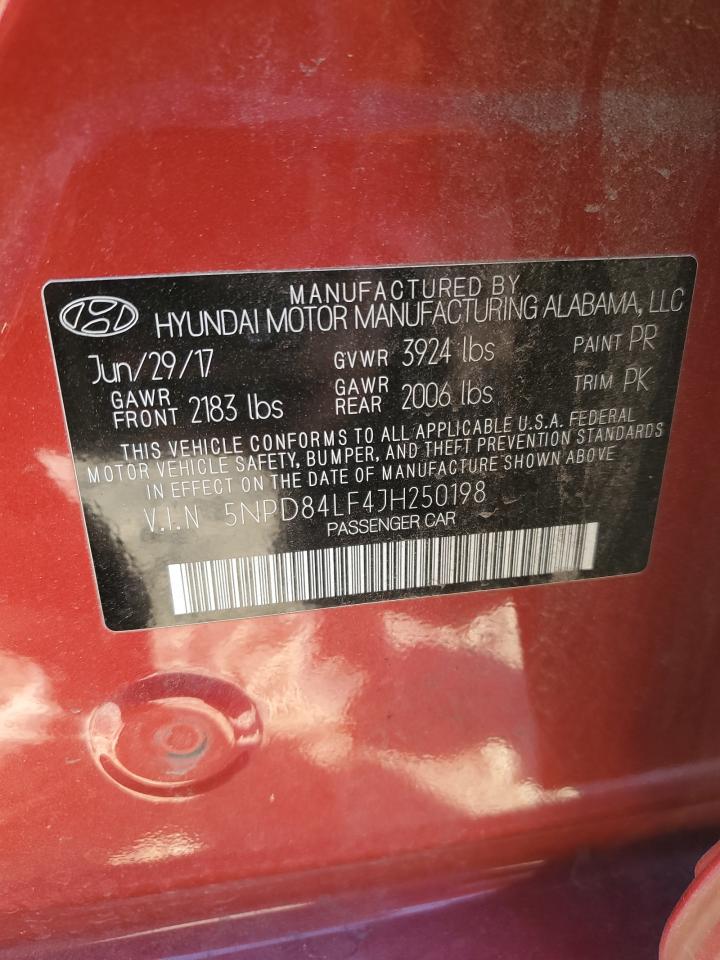 MANUFACTURED BY
HYUNDAI MOTOR MANUFACTURING ALABAMA, LLC
Jun/29/17 GVWR 3924 lbs PAINT PR
GAWR FRONT 2183 lbs GAWR REAR 2006 lbs TRIM PK
THIS VEHICLE CONFORMS TO ALL APPLICABLE U.S.A. FEDERAL
MOTOR VEHICLE SAFETY, BUMPER, AND THEFT PREVENTION STANDARDS
IN EFFECT ON THE DATE OF MANUFACTURE SHOWN ABOVE
V.I.N 5NPD84LF4JH250198
PASSENGER CAR